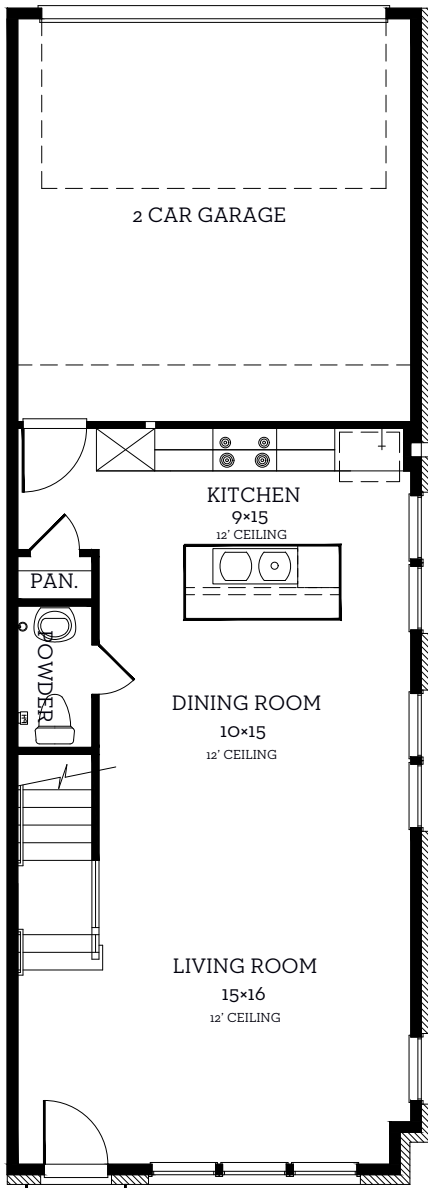 2 CAR GARAGE
KITCHEN
9×15
12' CEILING
PAN.
POWDER
DINING ROOM
10×15
12' CEILING
LIVING ROOM
15×16
12' CEILING